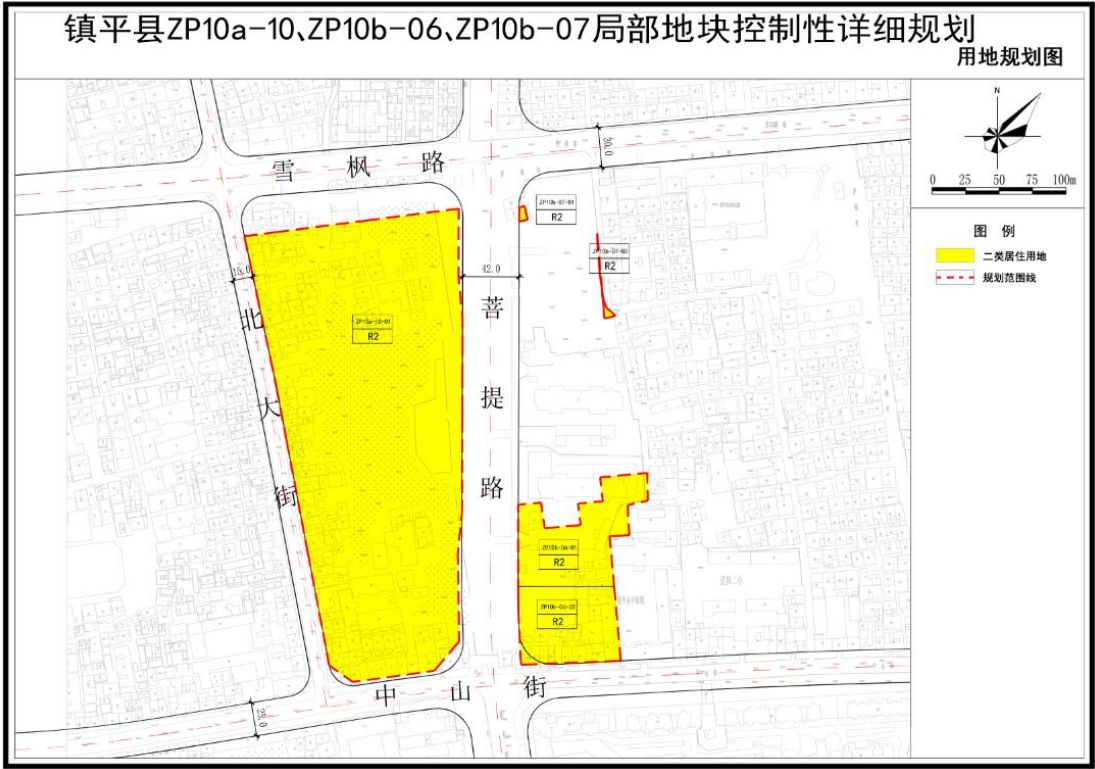 镇平县ZP10a-10、ZP10b-06、ZP10b-07局部地块控制性详细规划
用地规划图
N
0 25 50 75 100m
图 例
二类居住用地
规划范围线
雪 枫 路
30.0
ZP10b-07-01
R2
ZP10b-07-02
R2
15.0
42.0
ZP10a-10-01
R2
北大街
菩提路
ZP10b-06-01
R2
ZP10b-06-02
R2
中 山 街
25.0